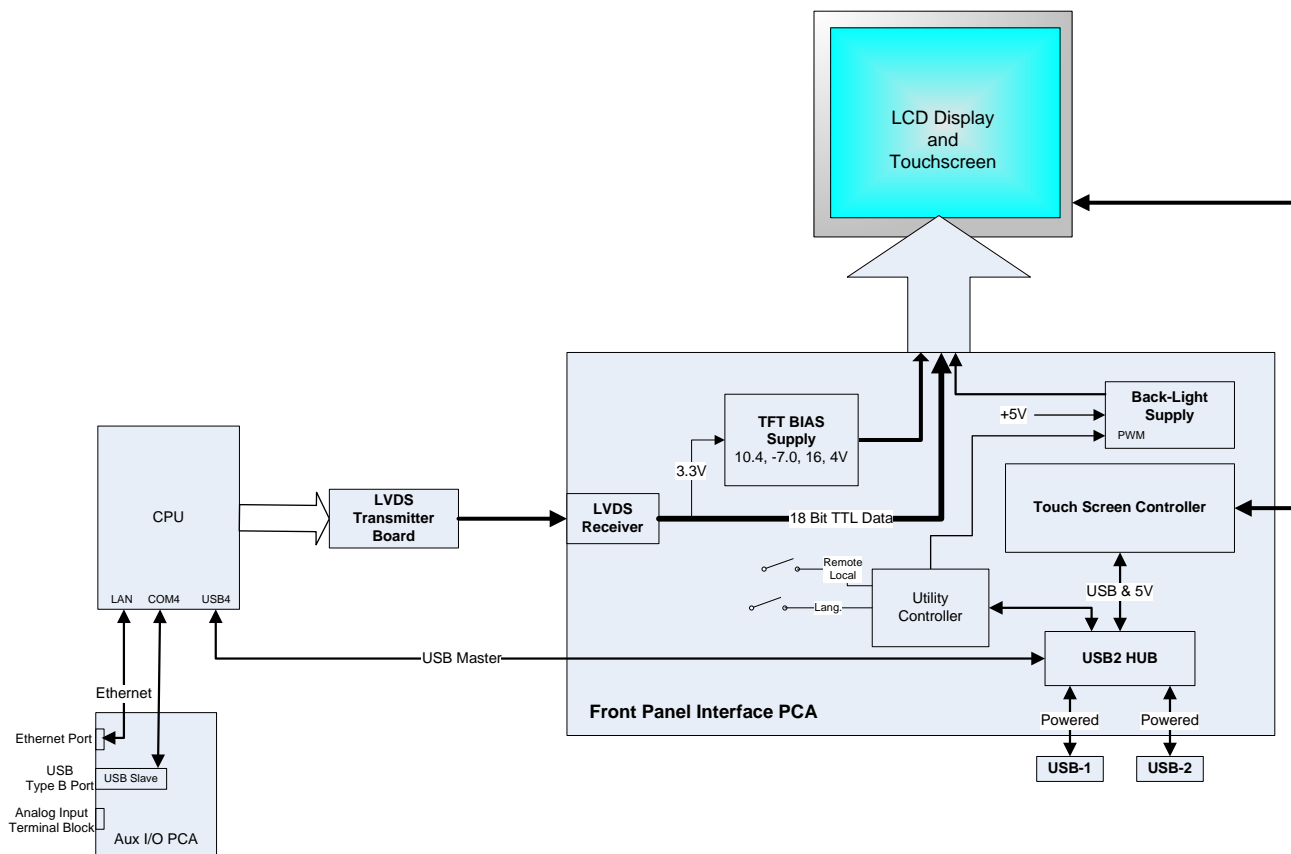 LCD Display
and
Touchscreen
Back-Light
Supply
+5V
PWM
TFT BIAS
Supply
10.4, -7.0, 16, 4V
3.3V
CPU
LVDS
Transmitter
Board
LVDS
Receiver
18 Bit TTL Data
Touch Screen Controller
Remote
Local
Lang.
Utility
Controller
USB & 5V
LAN
COM4
USB4
USB Master
USB2 HUB
Ethernet
Front Panel Interface PCA
Powered
Powered
Ethernet Port
USB
Type B Port
USB Slave
USB-1
USB-2
Analog Input
Terminal Block
Aux I/O PCA